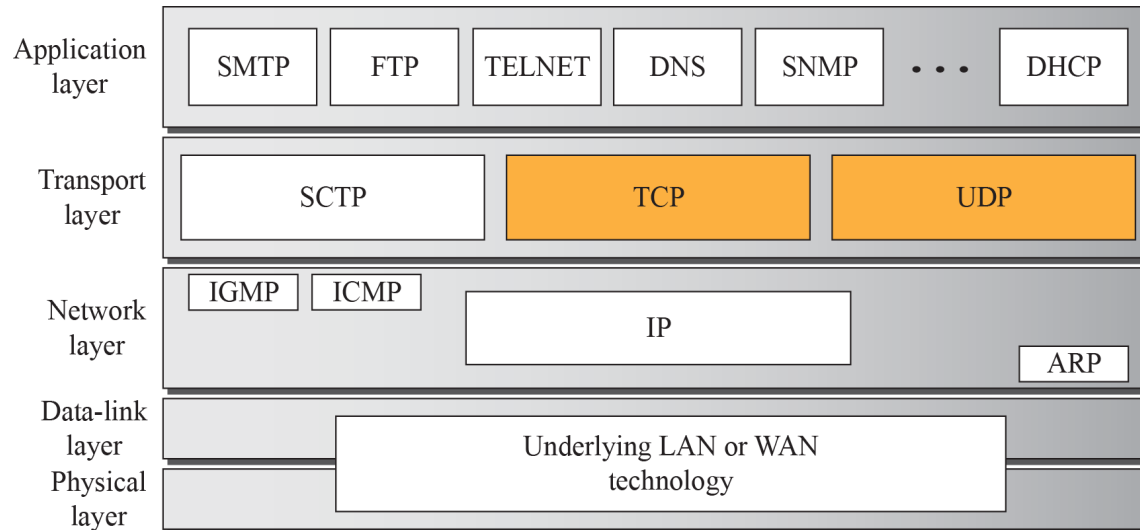 Application
layer
SMTP
FTP
TELNET
DNS
SNMP
• • •
DHCP
Transport
layer
SCTP
TCP
UDP
Network
layer
IGMP
ICMP
IP
ARP
Data-link
layer
Physical
layer
Underlying LAN or WAN
technology